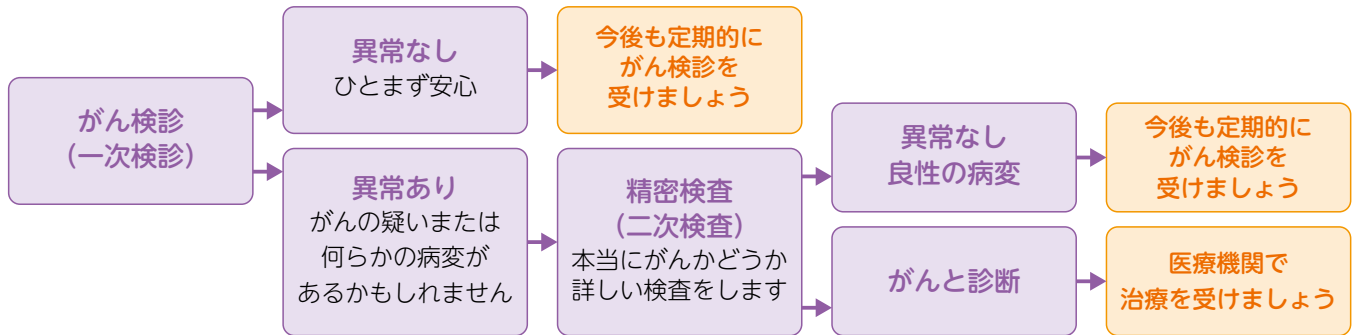 がん検診
（一次検診）
異常なし
ひとまず安心
今後も定期的に
がん検診を
受けましょう
異常あり
がんの疑いまたは
何らかの病変が
あるかもしれません
精密検査
（二次検査）
本当にがんかどうか
詳しい検査をします
異常なし
良性の病変
今後も定期的に
がん検診を
受けましょう
がんと診断
医療機関で
治療を受けましょう